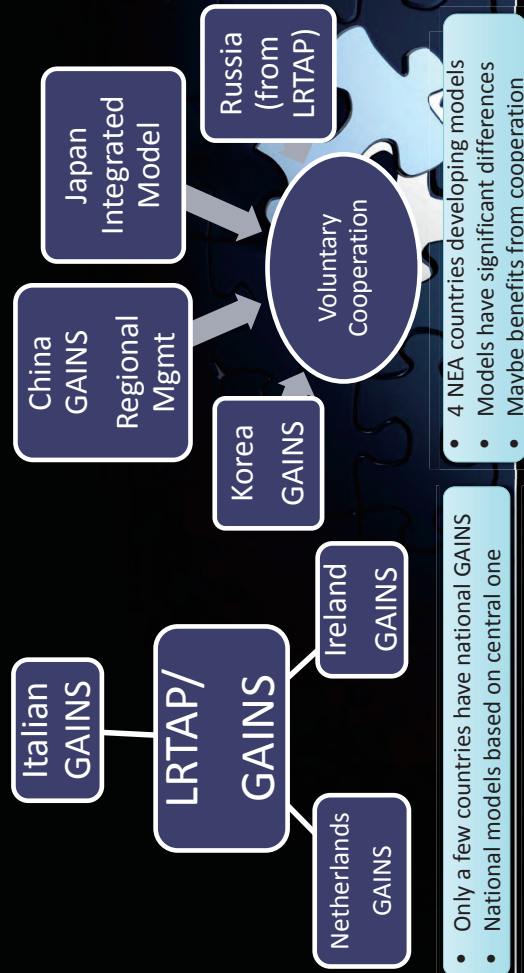 Italian
GAINS
LRTAP/
GAINS
Netherlands
GAINS
Ireland
GAINS
• Only a few countries have national GAINS
• National models based on central one
China
GAINS
Regional
Mgmt
Japan
Integrated
Model
Korea
GAINS
Russia
(from
LRTAP)
Voluntary
Cooperation
• 4 NEA countries developing models
• Models have significant differences
• Maybe benefits from cooperation